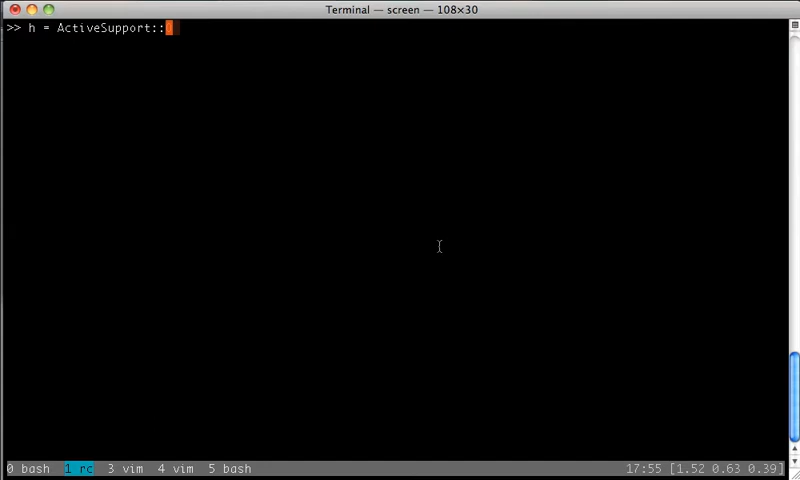 Terminal — screen — 108×30
>> h = ActiveSupport::
0 bash 1 rc 3 vim 4 vim 5 bash 17:55 [1.52 0.63 0.39]